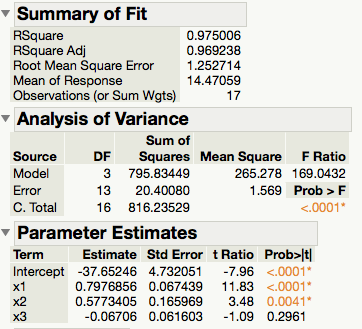 Summary of Fit
RSquare 0.975006
RSquare Adj 0.969238
Root Mean Square Error 1.252714
Mean of Response 14.47059
Observations (or Sum Wgts) 17
Analysis of Variance
Sum of
Source DF Squares Mean Square F Ratio
Model 3 795.83449 265.278 169.0432
Error 13 20.40080 1.569 Prob > F
C. Total 16 816.23529 <.0001*
Parameter Estimates
Term Estimate Std Error t Ratio Prob>|t|
Intercept -37.65246 4.732051 -7.96 <.0001*
x1 0.7976856 0.067439 11.83 <.0001*
x2 0.5773405 0.165969 3.48 0.0041*
x3 -0.06706 0.061603 -1.09 0.2961